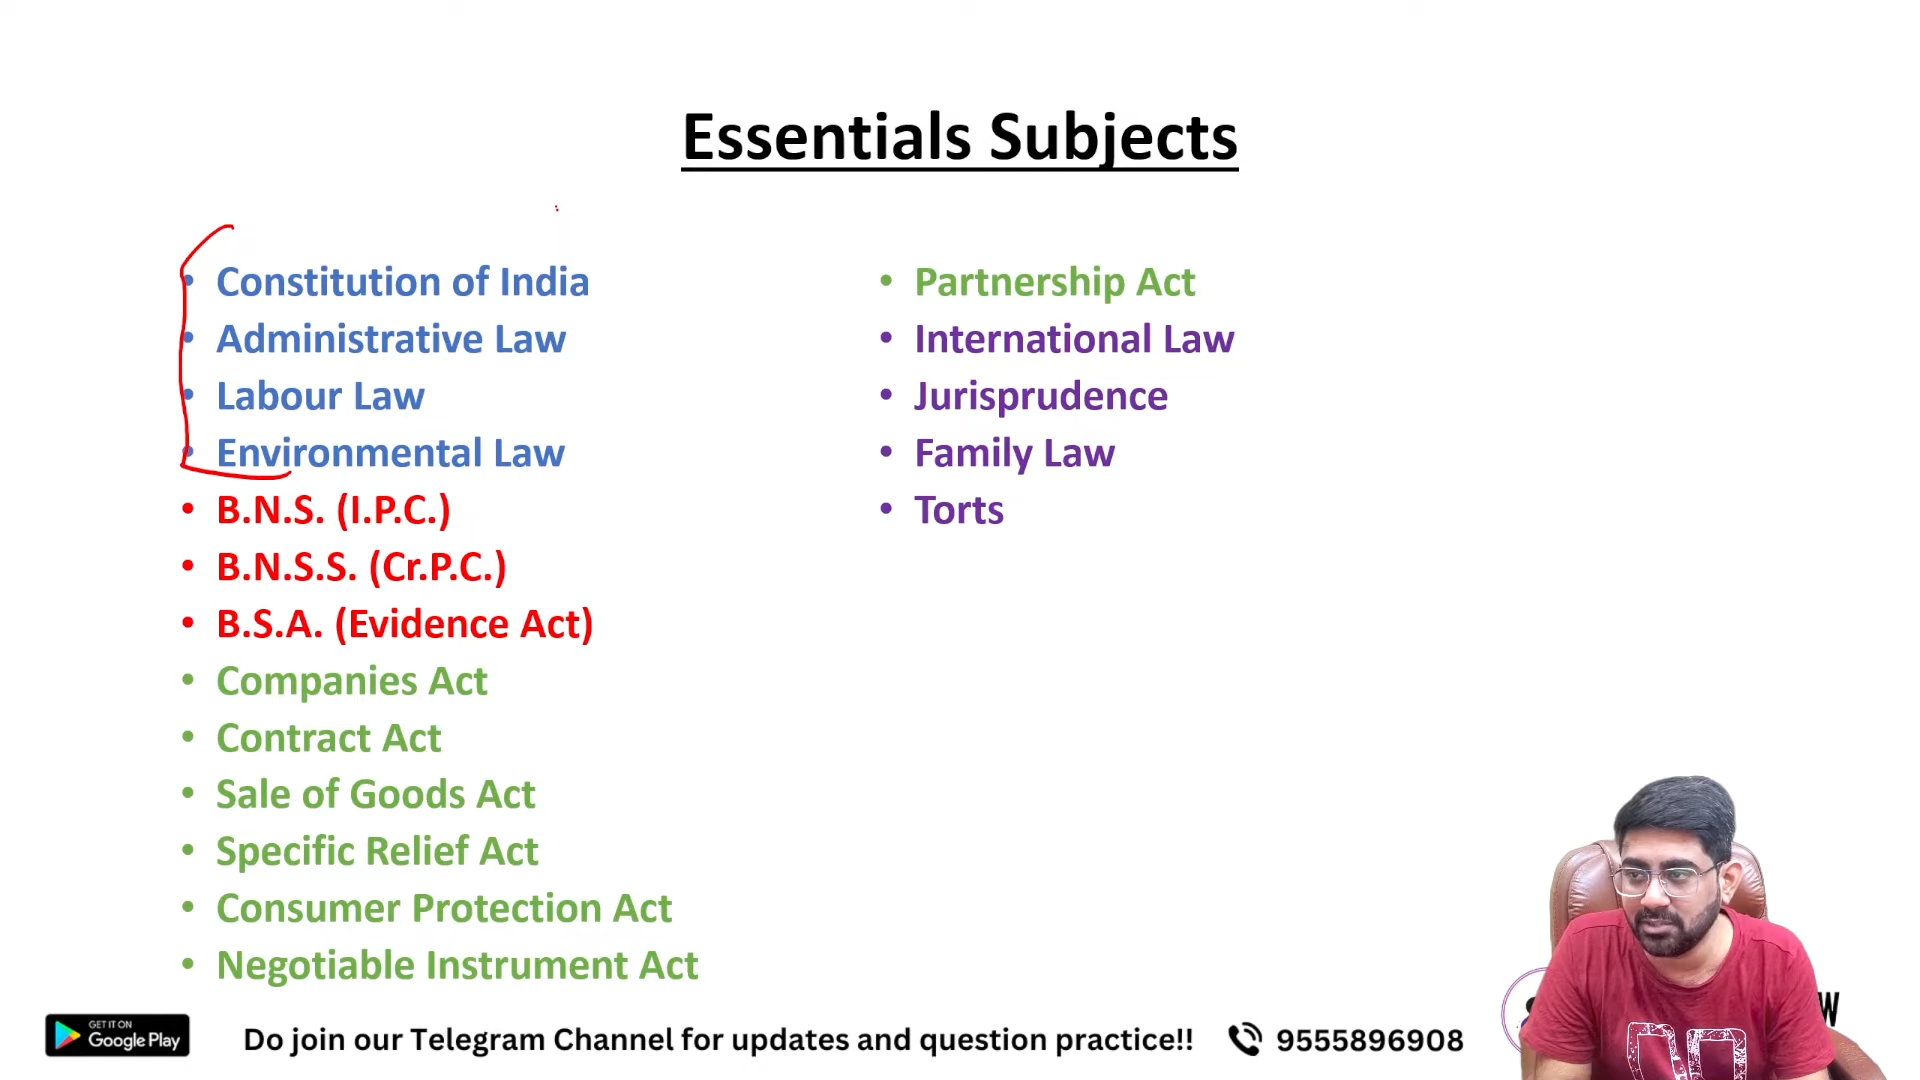 Essentials Subjects
• Constitution of India
• Administrative Law
• Labour Law
• Environmental Law
• B.N.S. (I.P.C.)
• B.N.S.S. (Cr.P.C.)
• B.S.A. (Evidence Act)
• Companies Act
• Contract Act
• Sale of Goods Act
• Specific Relief Act
• Consumer Protection Act
• Negotiable Instrument Act
• Partnership Act
• International Law
• Jurisprudence
• Family Law
• Torts
GET IT ON
Google Play
Do join our Telegram Channel for updates and question practice!!
9555896908